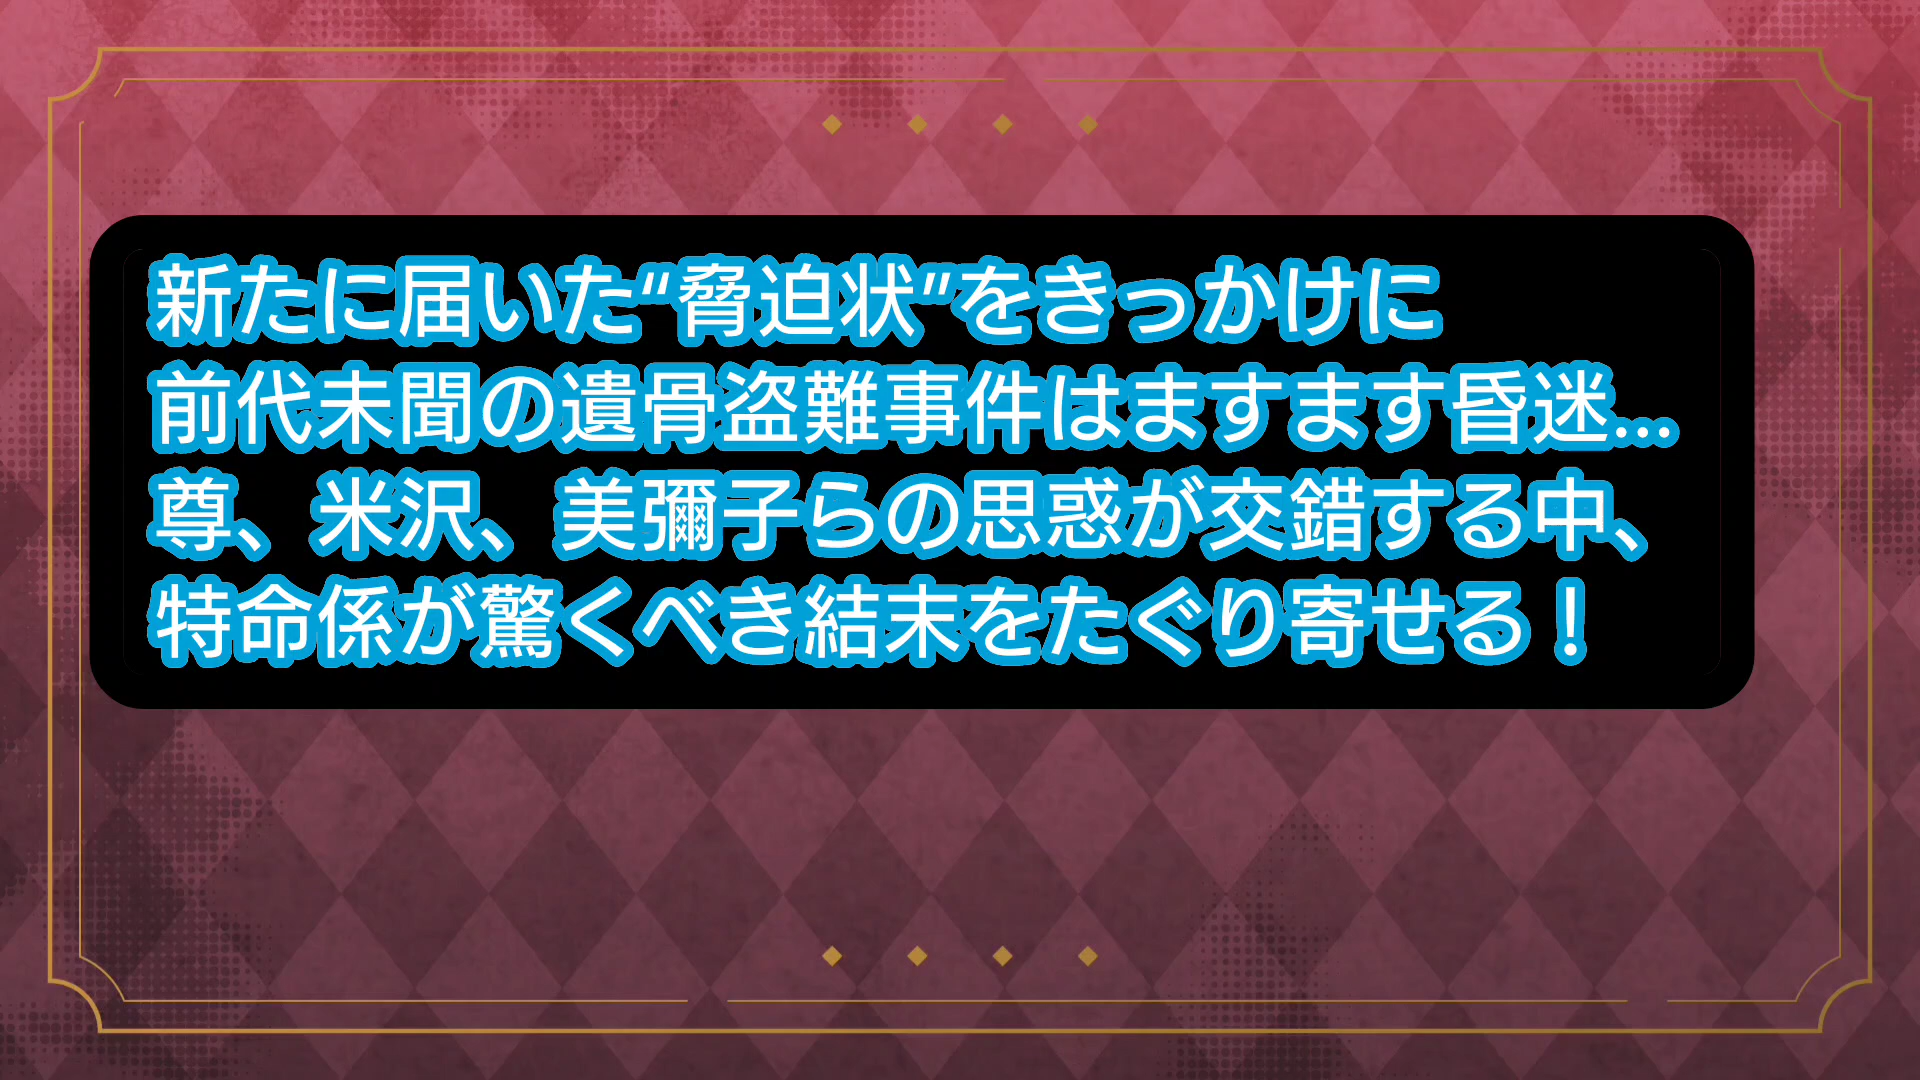 新たに届いた“脅迫状”をきっかけに
前代未聞の遺骨盗難事件はますます昏迷…
尊、米沢、美彌子らの思惑が交錯する中、
特命係が驚くべき結末をたぐり寄せる！